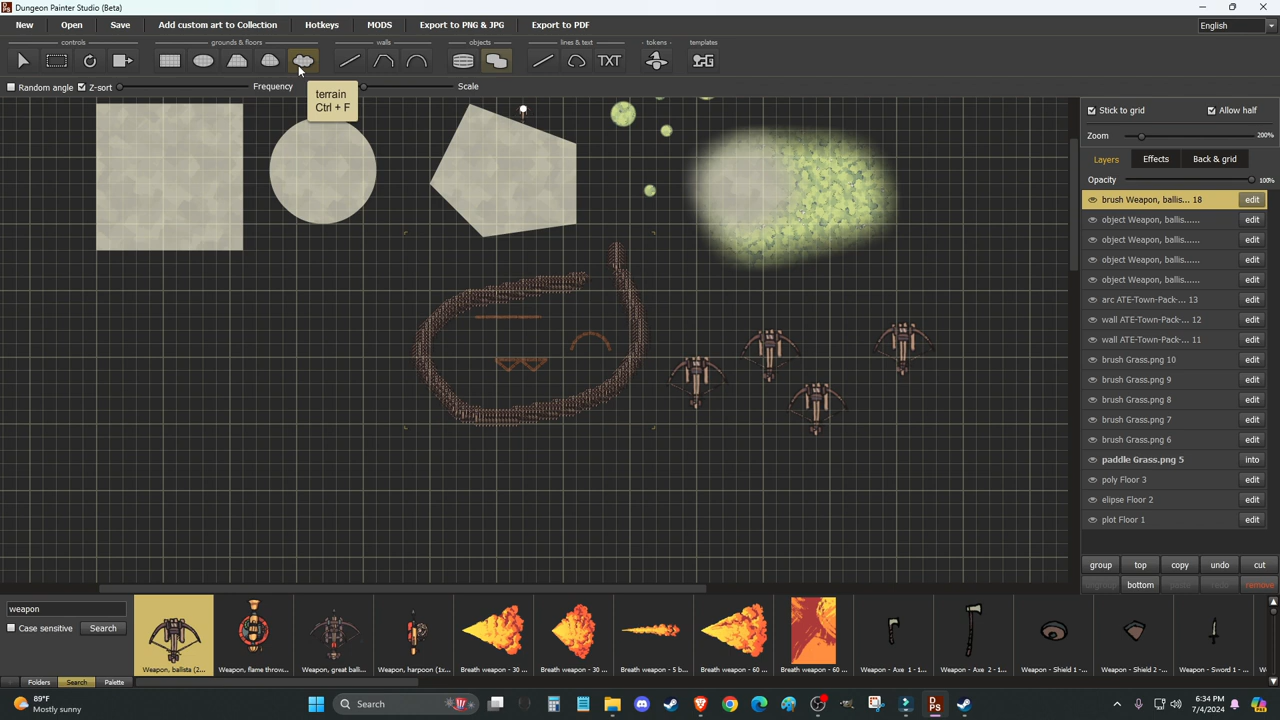 Dungeon Painter Studio (Beta)
New Open Save Add custom art to Collection Hotkeys MODS Export to PNG & JPG Export to PDF English
controls grounds & floors walls objects lines & text tokens templates
TXT
Random angle Z-sort Frequency Scale
terrain
Ctrl + F
Stick to grid Allow half
Zoom 200%
Layers Effects Back & grid
Opacity 100%
brush Weapon, ballis... 18 edit
object Weapon, ballis...... edit
object Weapon, ballis...... edit
object Weapon, ballis...... edit
object Weapon, ballis...... edit
arc ATE-Town-Pack-... 13 edit
wall ATE-Town-Pack-... 12 edit
wall ATE-Town-Pack-... 11 edit
brush Grass.png 10 edit
brush Grass.png 9 edit
brush Grass.png 8 edit
brush Grass.png 7 edit
brush Grass.png 6 edit
paddle Grass.png 5 into
poly Floor 3 edit
elipse Floor 2 edit
plot Floor 1 edit
group top copy undo cut
bottom remove
weapon
Case sensitive Search
Weapon, ballista (2... Weapon, flame throw... Weapon, great balli... Weapon, harpoon (1x... Breath weapon - 30 ... Breath weapon - 30 ... Breath weapon - 5 b... Breath weapon - 60 ... Breath weapon - 60 ... Weapon - Axe 1 - 1... Weapon - Axe 2 - 1... Weapon - Shield 1 -... Weapon - Shield 2 -... Weapon - Sword 1 -...
Folders Search Palette
89°F
Mostly sunny
Search
DPS
7/4/2024